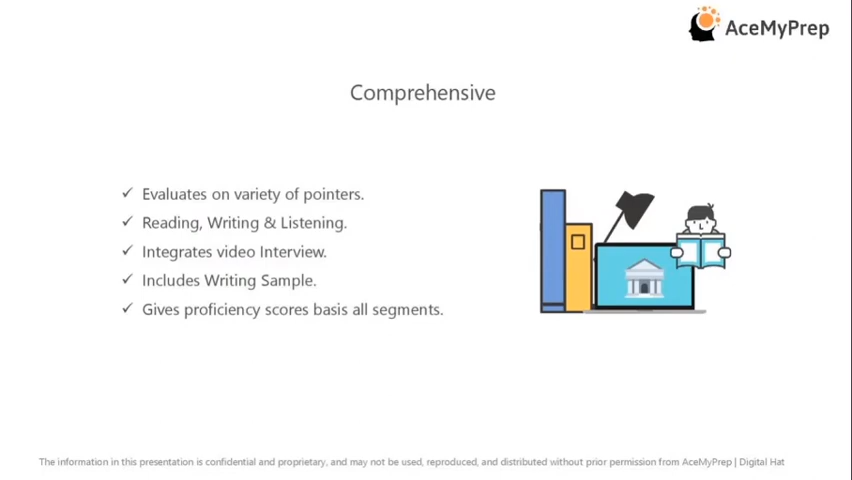 AceMyPrep
Comprehensive
✓ Evaluates on variety of pointers.
✓ Reading, Writing & Listening.
✓ Integrates video Interview.
✓ Includes Writing Sample.
✓ Gives proficiency scores basis all segments.
The information in this presentation is confidential and proprietary, and may not be used, reproduced, and distributed without prior permission from AceMyPrep | Digital Hat